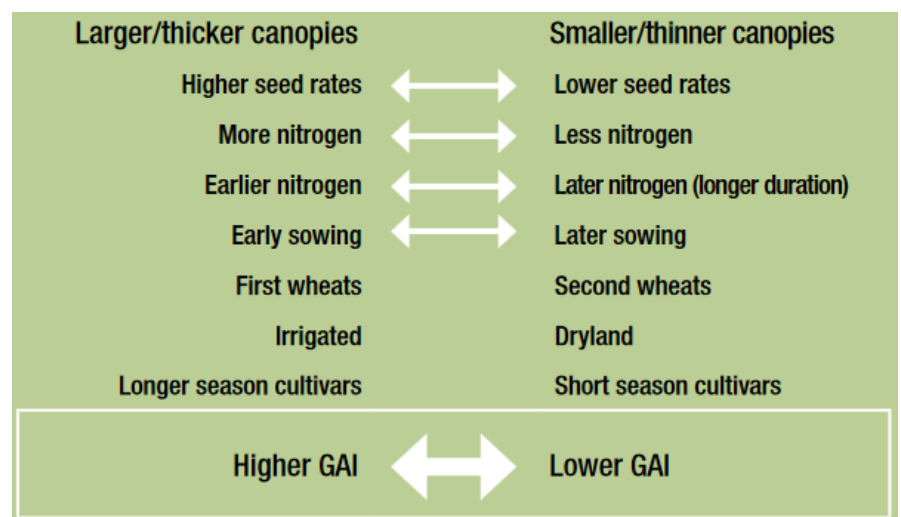 Larger/thicker canopies Smaller/thinner canopies
Higher seed rates Lower seed rates
More nitrogen Less nitrogen
Earlier nitrogen Later nitrogen (longer duration)
Early sowing Later sowing
First wheats Second wheats
Irrigated Dryland
Longer season cultivars Short season cultivars
Higher GAI Lower GAI